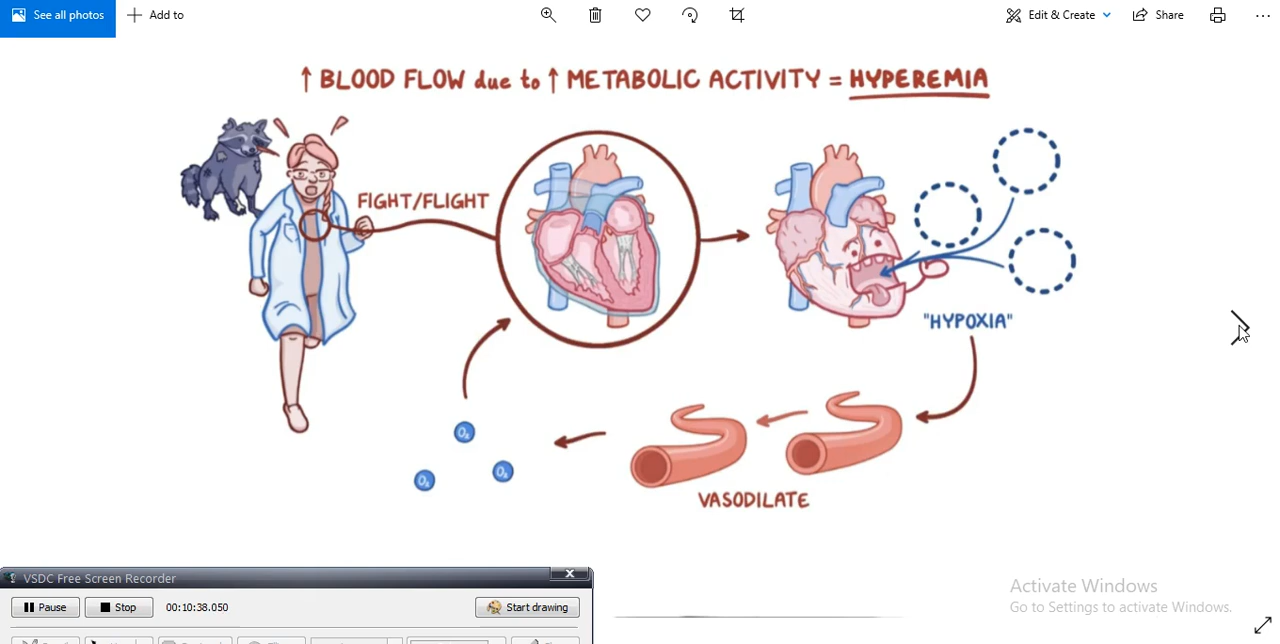 See all photos
Add to
Edit & Create
Share
↑ BLOOD FLOW due to ↑ METABOLIC ACTIVITY = HYPEREMIA
FIGHT/FLIGHT
"HYPOXIA"
O₂
O₂
O₂
VASODILATE
VSDC Free Screen Recorder
Pause
Stop
00:10:38.050
Start drawing
Activate Windows
Go to Settings to activate Windows.